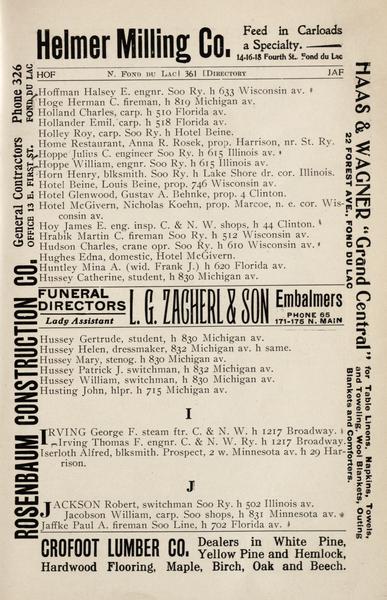 Helmer Milling Co.
Feed in Carloads
a Specialty.
14-16-18 Fourth St. Fond du Lac
HOF N. FOND DU LAC| 361 |DIRECTORY JAF
Hoffman Halsey E. engnr. Soo Ry. h 633 Wisconsin av.
Hoge Herman C. fireman, h 819 Michigan av.
Holland Charles, carp. h 510 Florida av.
Hollander Emil, carp. h 518 Florida av.
Holley Roy, carp. Soo Ry. h Hotel Beine.
Home Restaurant, Anna R. Rosek, prop. Harrison, nr. St. Ry.
Hoppe Julius C. engineer Soo Ry. h 615 Illinois av.
Hoppe William, engnr. Soo Ry. h 615 Illinois av.
Horn Henry, blksmth. Soo Ry. h Lake Shore dr. cor. Illinois.
Hotel Beine, Louis Beine, prop. 746 Wisconsin av.
Hotel Glenwood, Gustav A. Behnke, prop. 4 Clinton.
Hotel McGivern, Nicholas Koehn, prop. Marcoe, n. e. cor. Wis-
consin av.
Hoy James E. eng. insp. C. & N. W. shops, h 44 Clinton.
Hrabik Martin C. fireman Soo Ry. h 512 Wisconsin av.
Hudson Charles, crane opr. Soo Ry. h 610 Wisconsin av.
Hughes Edna, domestic, Hotel McGivern.
Huntley Mina A. (wid. Frank J.) h 620 Florida av.
Hussey Catherine, student, h 830 Michigan av.
FUNERAL
DIRECTORS
Lady Assistant
L. G. ZACHERL & SON
Embalmers
PHONE 65
171-175 N. MAIN
Hussey Gertrude, student, h 830 Michigan av.
Hussey Helen, dressmaker, 832 Michigan av. h same.
Hussey Mary, stenog. h 830 Michigan av.
Hussey Patrick J. switchman, h 832 Michigan av.
Hussey William, switchman, h 830 Michigan av.
Husting John, hlpr. h 715 Michigan av.
I
IRVING George F. steam ftr. C. & N. W. h 1217 Broadway.
Irving Thomas F. engnr. C. & N. W. Ry. h 1217 Broadway.
Iserloth Alfred, blksmith. Prospect, 2 w. Minnesota av. h 29 Har-
rison.
J
JACKSON Robert, switchman Soo Ry. h 502 Illinois av.
Jacobson William, carp. Soo shops, h 831 Minnesota av.
Jaffke Paul A. fireman Soo Line, h 702 Florida av.
CROFOOT LUMBER CO.
Dealers in White Pine,
Yellow Pine and Hemlock,
Hardwood Flooring, Maple, Birch, Oak and Beech.
ROSENBAUM CONSTRUCTION CO.
General Contractors Phone 326
OFFICE 13 E. FIRST ST. FOND DU LAC
HAAS & WAGNER "Grand Central"
22 FOREST AVE., FOND DU LAC
for Table Linens, Napkins, Towels,
and Toweling, Wool Blankets, Outing
Blankets and Comforters.